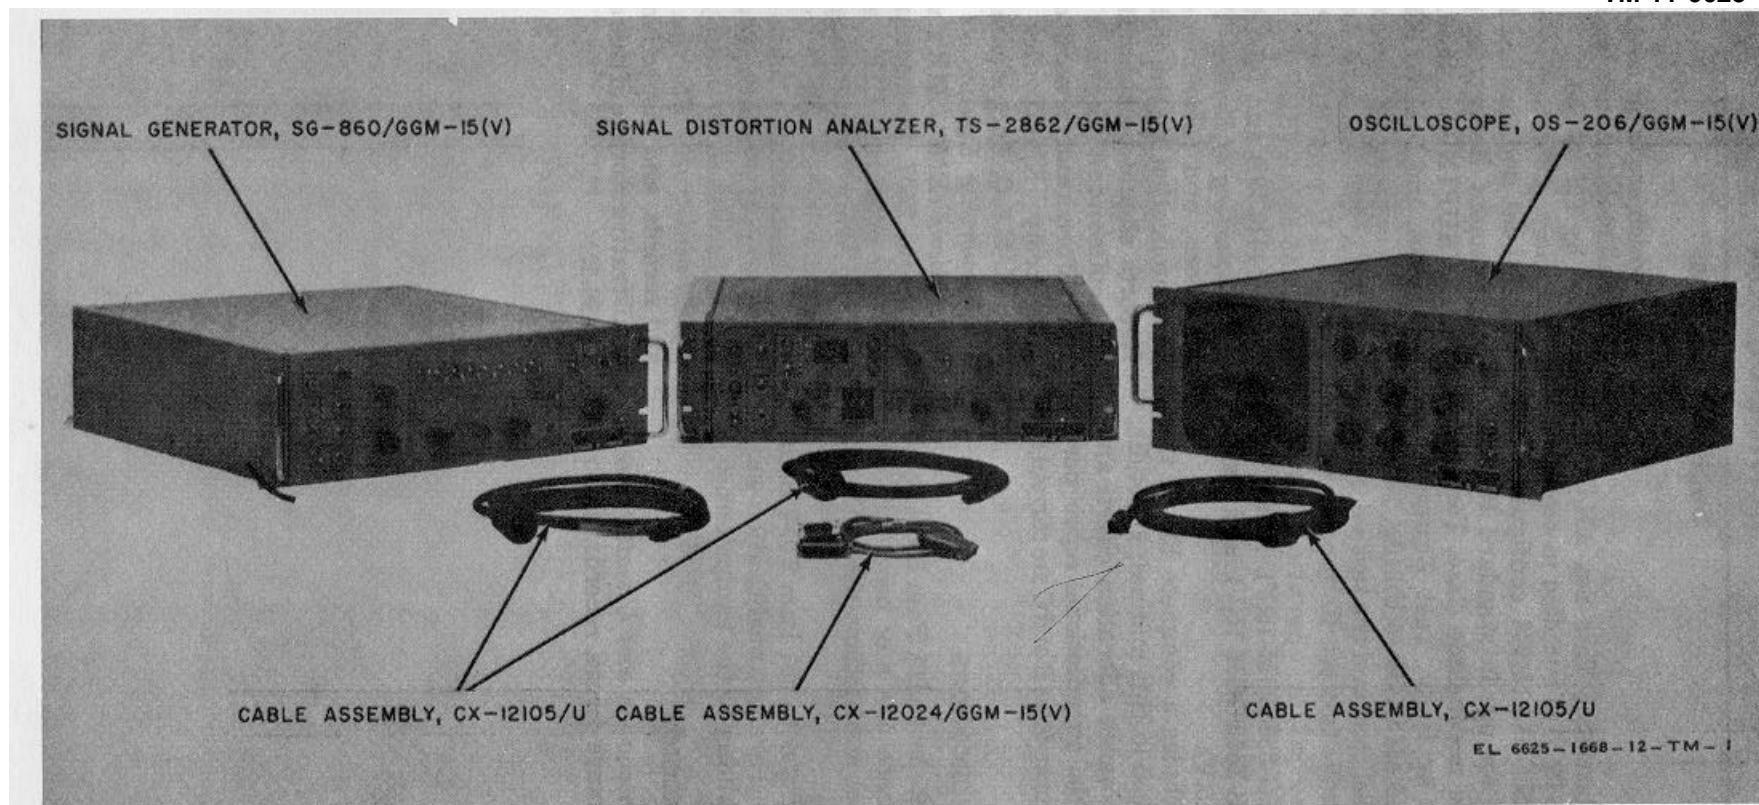 SIGNAL GENERATOR, SG-860/GGM-15(V)
SIGNAL DISTORTION ANALYZER, TS-2862/GGM-15(V)
OSCILLOSCOPE, OS-206/GGM-15(V)
CABLE ASSEMBLY, CX-12105/U
CABLE ASSEMBLY, CX-12024/GGM-15(V)
CABLE ASSEMBLY, CX-12105/U
EL 6625-1668-12-TM-1